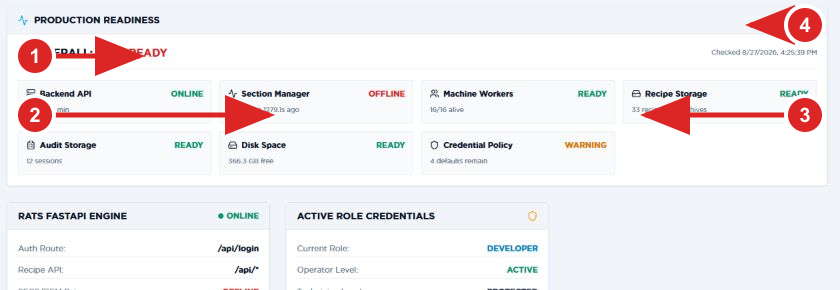 PRODUCTION READINESS
4
1
READY
Checked 8/27/2026, 4:25:39 PM
Backend API ONLINE
min
Section Manager OFFLINE
1279.1s ago
Machine Workers READY
16/16 alive
Recipe Storage READY
33
2
3
Audit Storage READY
12 sessions
Disk Space READY
366.3 GB free
Credential Policy WARNING
4 defaults remain
RATS FASTAPI ENGINE ONLINE
Auth Route: /api/login
Recipe API: /api/*
ACTIVE ROLE CREDENTIALS
Current Role: DEVELOPER
Operator Level: ACTIVE